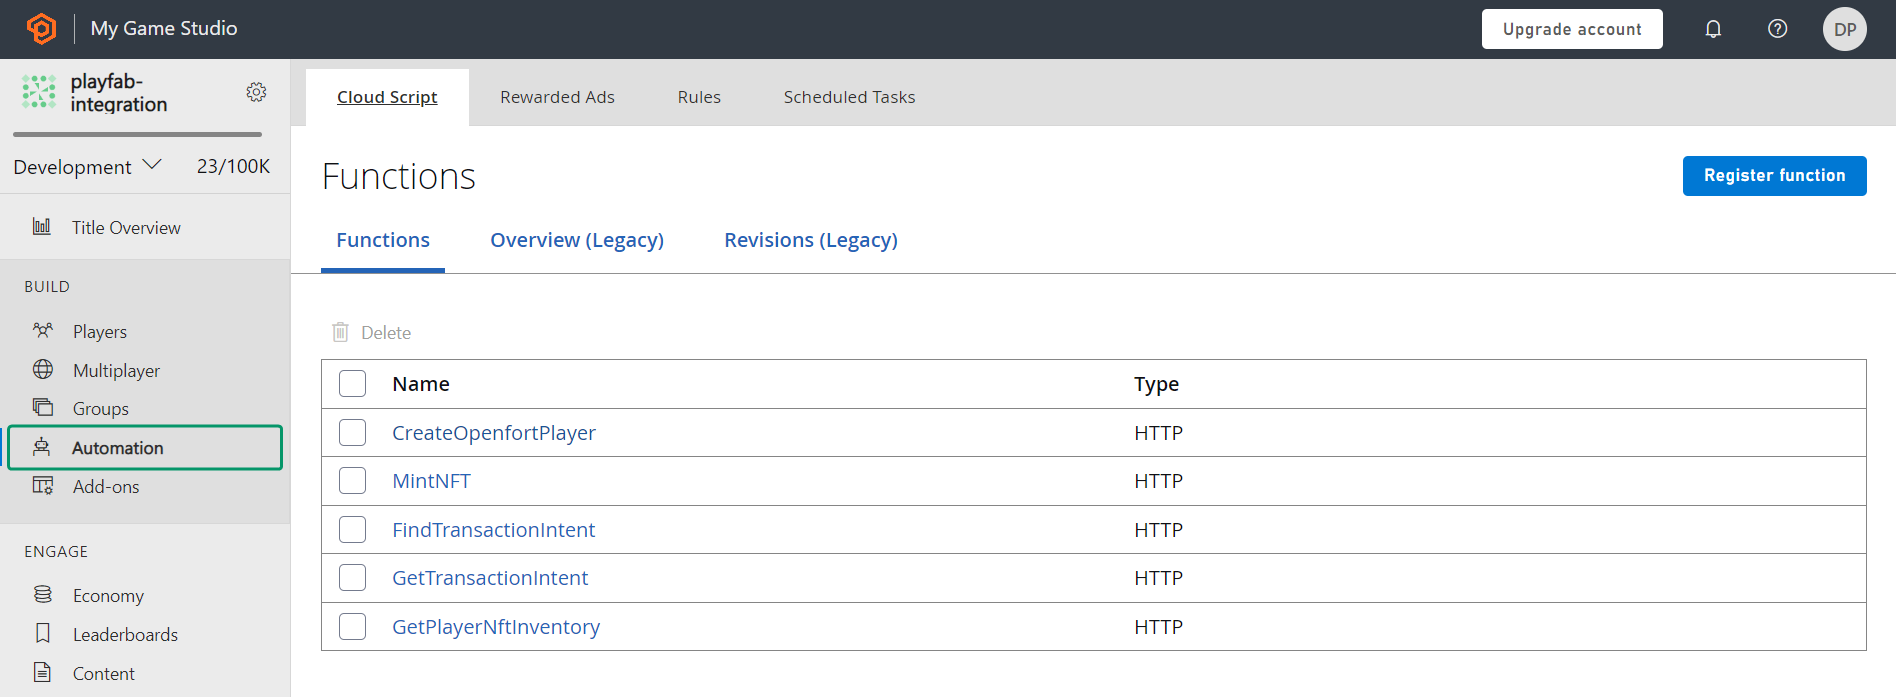 My Game Studio
Upgrade account
DP
playfab-
integration
Development 23/100K
Title Overview
BUILD
Players
Multiplayer
Groups
Automation
Add-ons
ENGAGE
Economy
Leaderboards
Content
Cloud Script Rewarded Ads Rules Scheduled Tasks
Functions
Register function
Functions Overview (Legacy) Revisions (Legacy)
Delete
Name Type
CreateOpenfortPlayer HTTP
MintNFT HTTP
FindTransactionIntent HTTP
GetTransactionIntent HTTP
GetPlayerNftInventory HTTP